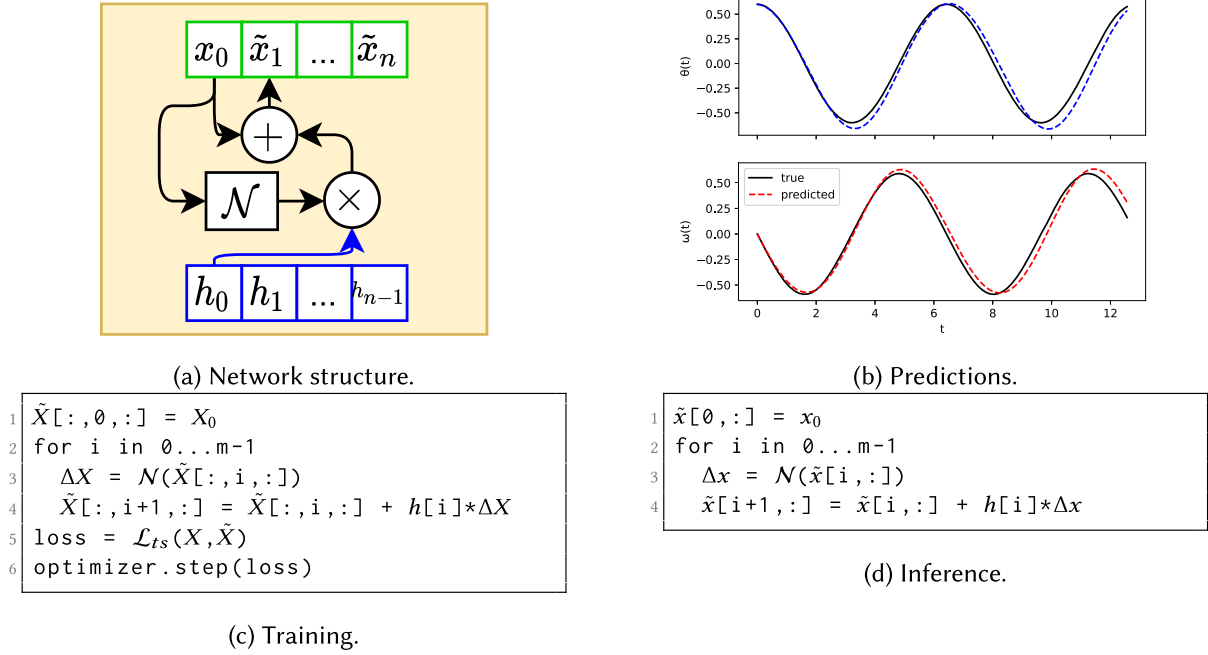 x₀ x̃₁ ... x̃ₙ
+
𝒩 ×
h₀ h₁ ... hₙ₋₁
(a) Network structure.
θ(t)
0.50
0.25
0.00
−0.25
−0.50
ω(t)
0.50
0.25
0.00
−0.25
−0.50
true
predicted
0 2 4 6 8 10 12
t
(b) Predictions.
1 X̃[:,0,:] = X₀
2 for i in 0...m-1
3 ΔX = 𝒩(X̃[:,i,:])
4 X̃[:,i+1,:] = X̃[:,i,:] + h[i]*ΔX
5 loss = ℒₜₛ(X,X̃)
6 optimizer.step(loss)
(c) Training.
1 x̃[0,:] = x₀
2 for i in 0...m-1
3 Δx = 𝒩(x̃[i,:])
4 x̃[i+1,:] = x̃[i,:] + h[i]*Δx
(d) Inference.